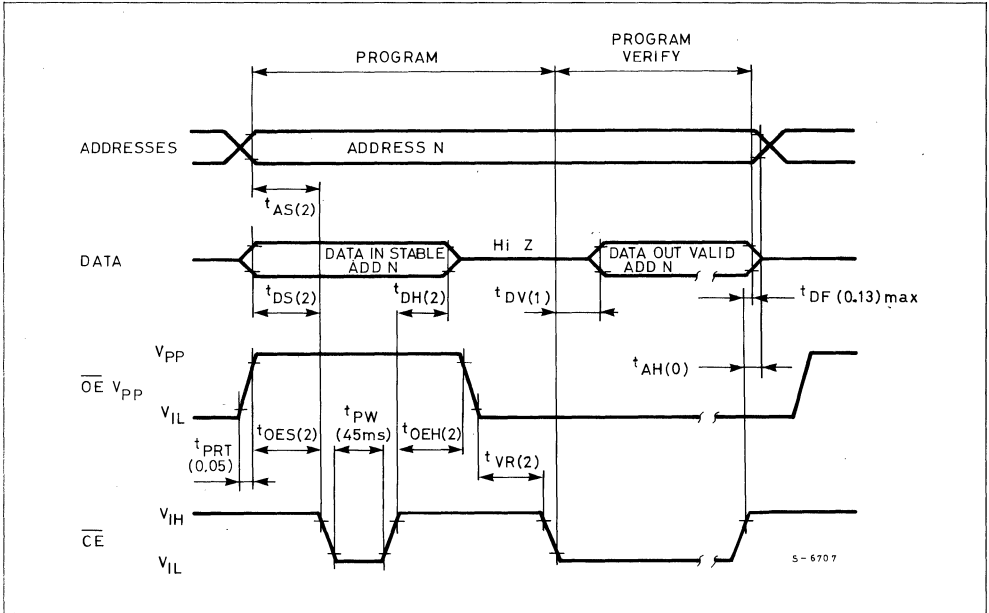 PROGRAM
PROGRAM
VERIFY
ADDRESSES
ADDRESS N
tAS(2)
DATA
DATA IN STABLE
ADD N
Hi Z
DATA OUT VALID
ADD N
tDS(2)
tDH(2)
tDV(1)
tDF (0.13) max
VPP
OE VPP
VIL
tAH(0)
tPRT
(0.05)
tOES(2)
tPW
(45ms)
tOEH(2)
tVR(2)
VIH
CE
VIL
S-6707